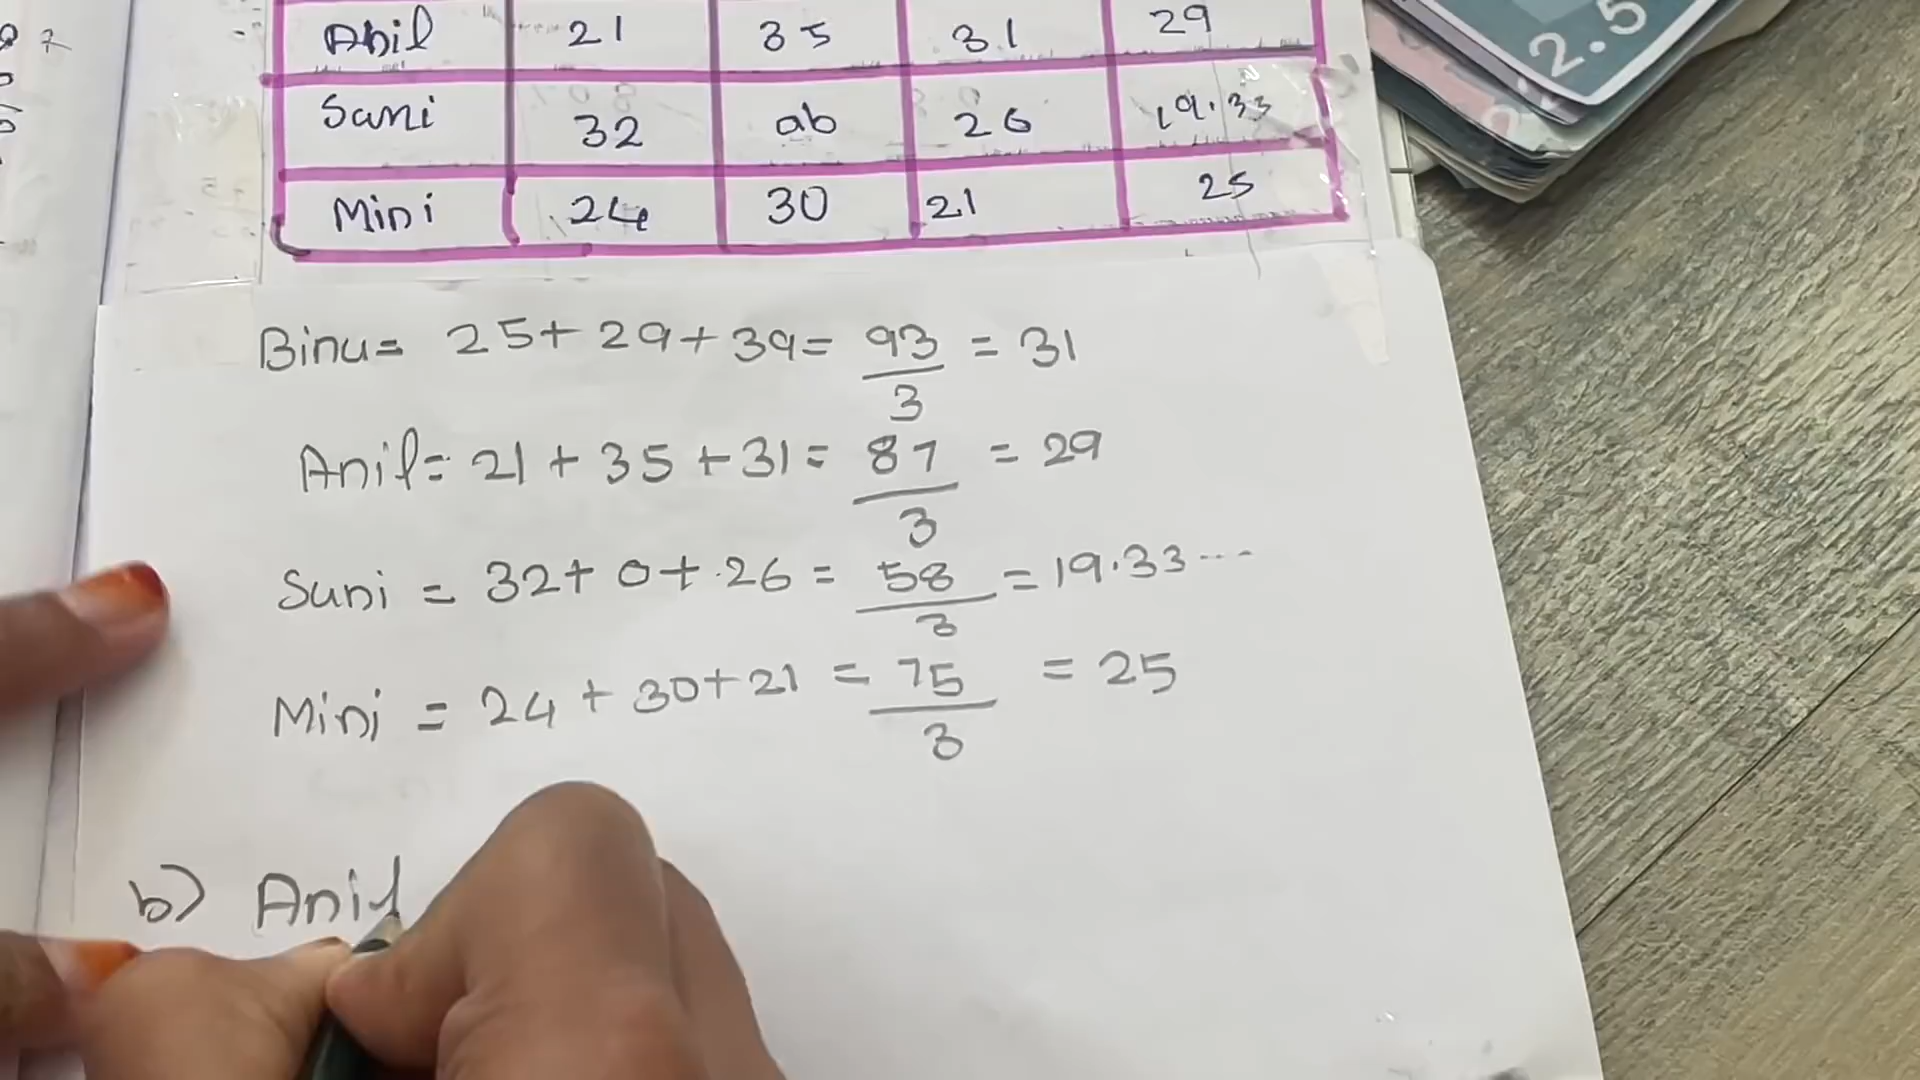 Anil 21 35 31 29
Suni 32 ab 26 19.33
Mini 24 30 21 25
2.5
Binu= 25+29+39= 93/3 = 31
Anil= 21+35+31= 87/3 = 29
Suni = 32+0+26= 58/3 =19.33...
Mini = 24+30+21 = 75/3 = 25
b) Anil